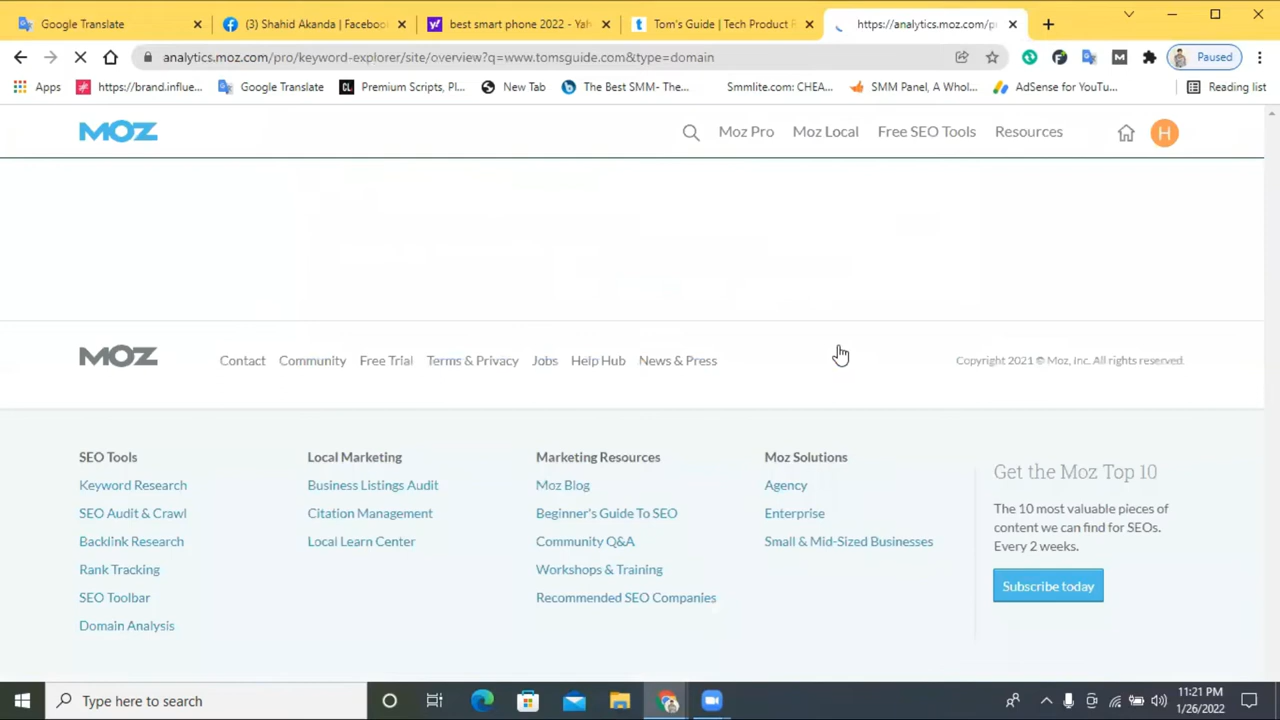 Google Translate
(3) Shahid Akanda | Faceboo
best smart phone 2022 - Yah
Tom's Guide | Tech Product R
https://analytics.moz.com/pr
analytics.moz.com/pro/keyword-explorer/site/overview?q=www.tomsguide.com&type=domain
Paused
Apps
https://brand.influe...
Google Translate
CL Premium Scripts, Pl...
New Tab
The Best SMM- The...
Smmlite.com: CHEA...
SMM Panel, A Whol...
AdSense for YouTu...
Reading list
MOZ
Moz Pro
Moz Local
Free SEO Tools
Resources
H
MOZ
Contact
Community
Free Trial
Terms & Privacy
Jobs
Help Hub
News & Press
Copyright 2021 © Moz, Inc. All rights reserved.
SEO Tools
Keyword Research
SEO Audit & Crawl
Backlink Research
Rank Tracking
SEO Toolbar
Domain Analysis
Local Marketing
Business Listings Audit
Citation Management
Local Learn Center
Marketing Resources
Moz Blog
Beginner's Guide To SEO
Community Q&A
Workshops & Training
Recommended SEO Companies
Moz Solutions
Agency
Enterprise
Small & Mid-Sized Businesses
Get the Moz Top 10
The 10 most valuable pieces of
content we can find for SEOs.
Every 2 weeks.
Subscribe today
Type here to search
11:21 PM
1/26/2022